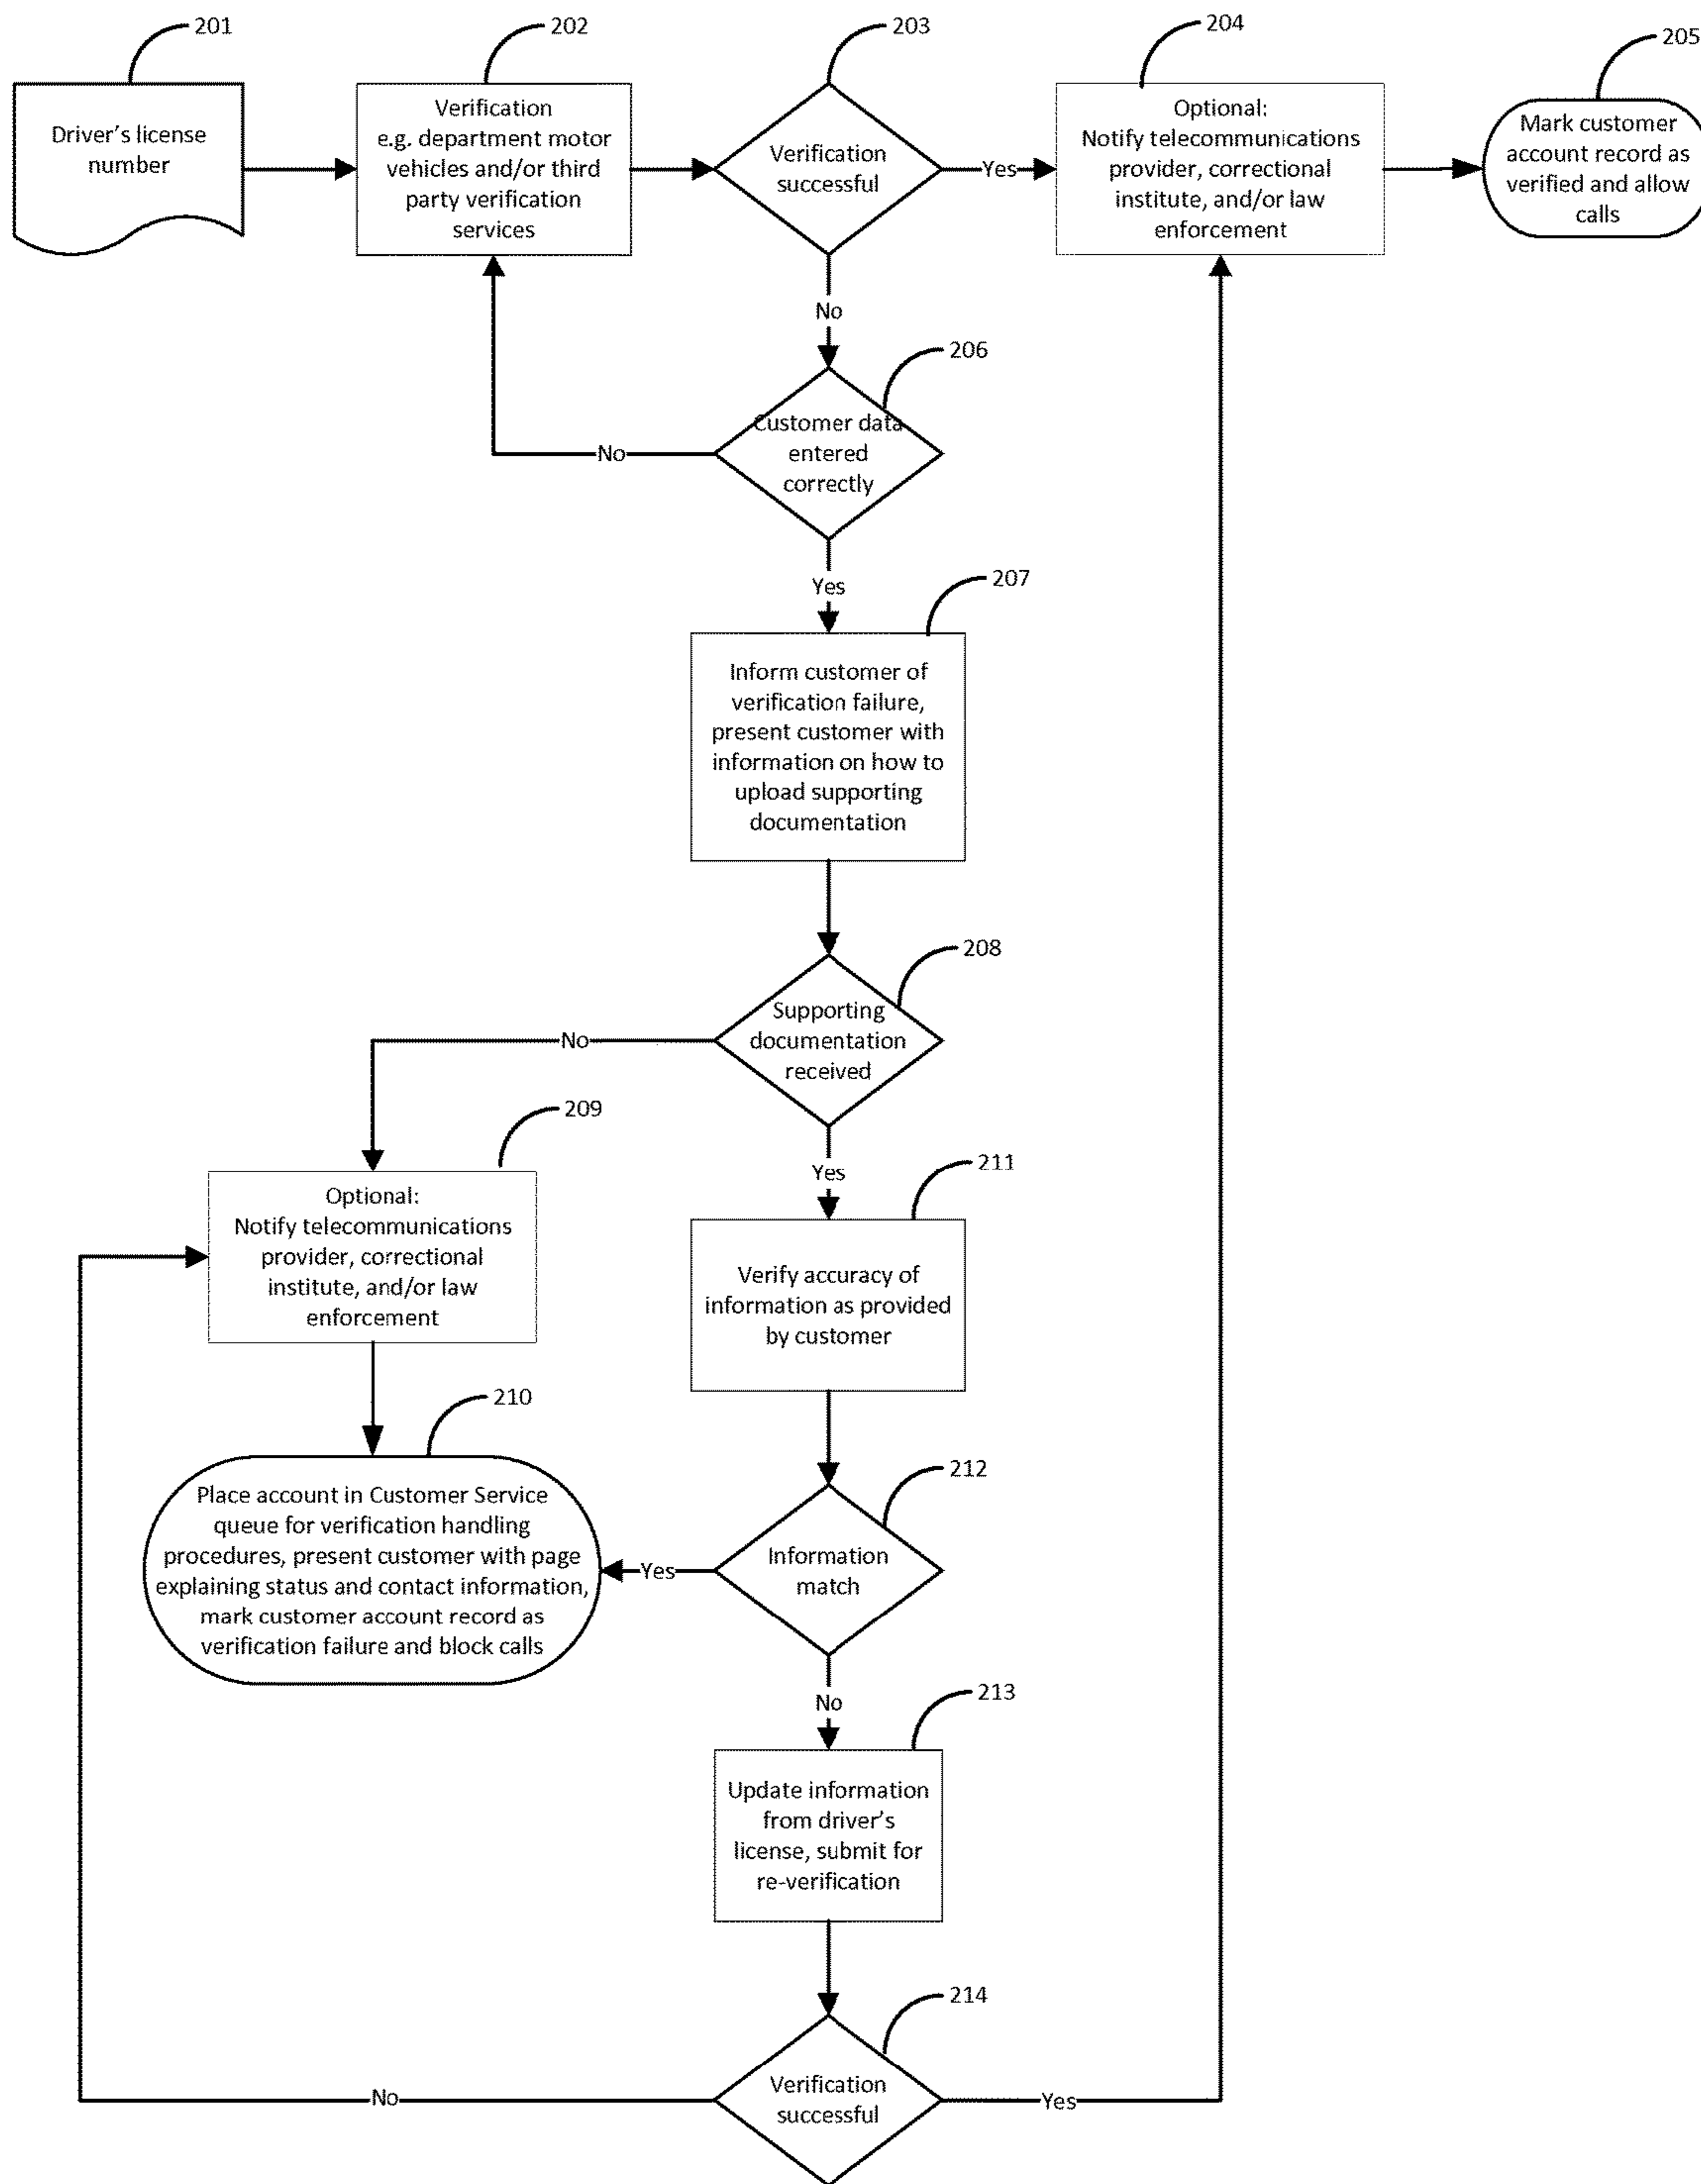 201
202
203
204
205
Driver's license
number
Verification
e.g. department motor
vehicles and/or third
party verification
services
Verification
successful
Yes
Optional:
Notify telecommunications
provider, correctional
institute, and/or law
enforcement
Mark customer
account record as
verified and allow
calls
No
206
Customer data
entered
correctly
No
Yes
207
Inform customer of
verification failure,
present customer with
information on how to
upload supporting
documentation
208
Supporting
documentation
received
No
209
Optional:
Notify telecommunications
provider, correctional
institute, and/or law
enforcement
Yes
211
Verify accuracy of
information as provided
by customer
210
Place account in Customer Service
queue for verification handling
procedures, present customer with page
explaining status and contact information,
mark customer account record as
verification failure and block calls
212
Information
match
Yes
No
213
Update information
from driver's
license, submit for
re-verification
214
Verification
successful
No
Yes